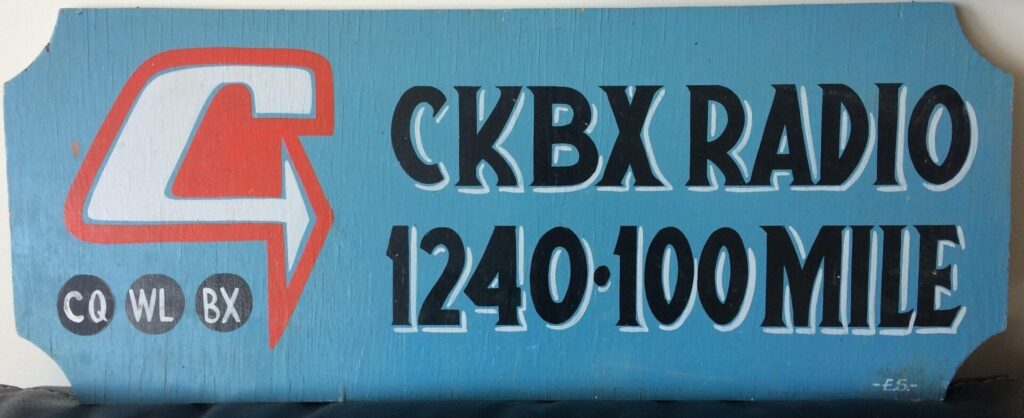 C
CQ WL BX
CKBX RADIO
1240·100 MILE
-E.S.-